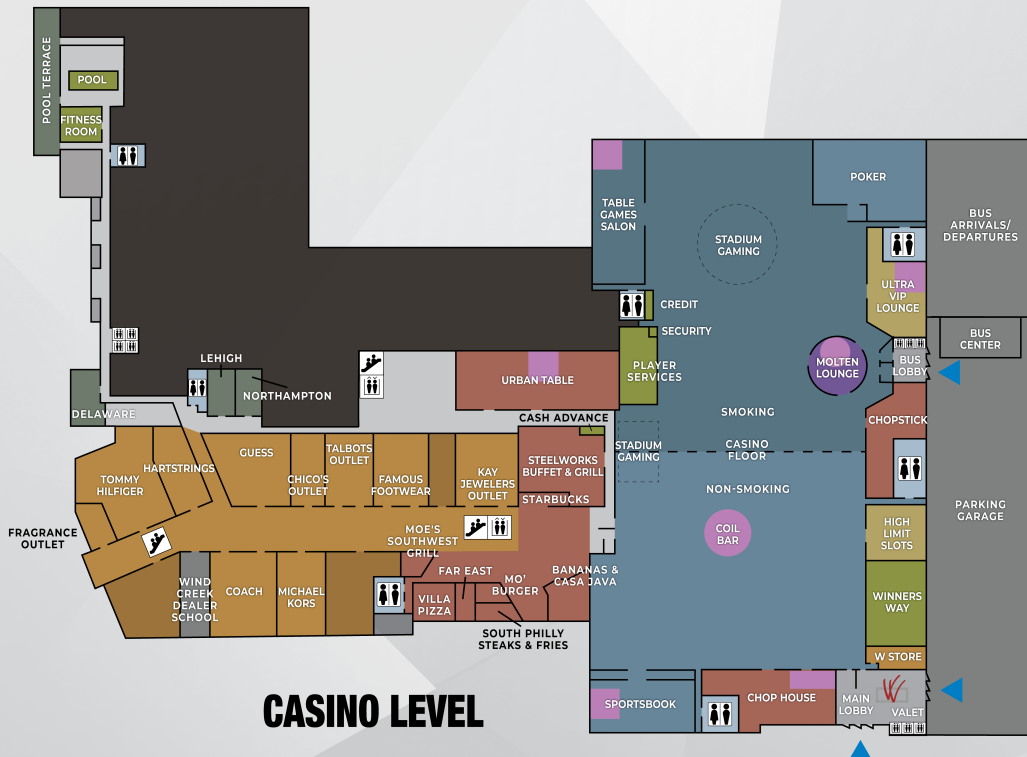 POOL TERRACE
POOL
FITNESS
ROOM
POKER
BUS
ARRIVALS/
DEPARTURES
TABLE
GAMES
SALON
STADIUM
GAMING
ULTRA
VIP
LOUNGE
CREDIT
SECURITY
BUS
CENTER
LEHIGH
NORTHAMPTON
URBAN TABLE
PLAYER
SERVICES
MOLTEN
LOUNGE
BUS
LOBBY
DELAWARE
CASH ADVANCE
SMOKING
CHOPSTICK
STADIUM
GAMING
CASINO
FLOOR
NON-SMOKING
TOMMY
HILFIGER
HARTSTRINGS
GUESS
CHICO'S
OUTLET
TALBOTS
OUTLET
FAMOUS
FOOTWEAR
KAY
JEWELERS
OUTLET
STEELWORKS
BUFFET & GRILL
STARBUCKS
PARKING
GARAGE
FRAGRANCE
OUTLET
MOE'S
SOUTHWEST
GRILL
COIL
BAR
HIGH
LIMIT
SLOTS
WIND
CREEK
DEALER
SCHOOL
COACH
MICHAEL
KORS
FAR EAST
VILLA
PIZZA
MO'
BURGER
BANANAS &
CASA JAVA
SOUTH PHILLY
STEAKS & FRIES
WINNERS
WAY
W STORE
SPORTSBOOK
CHOP HOUSE
MAIN
LOBBY
VALET
CASINO LEVEL